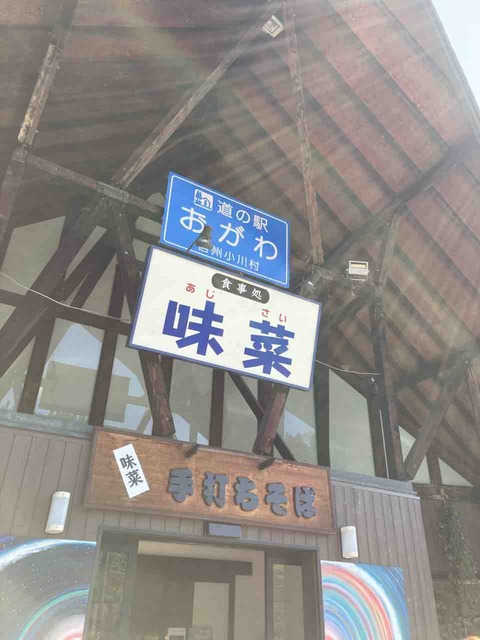 道の駅
おがわ
信州小川村
食事処
あじ さい
味菜
味菜
手打ちそば